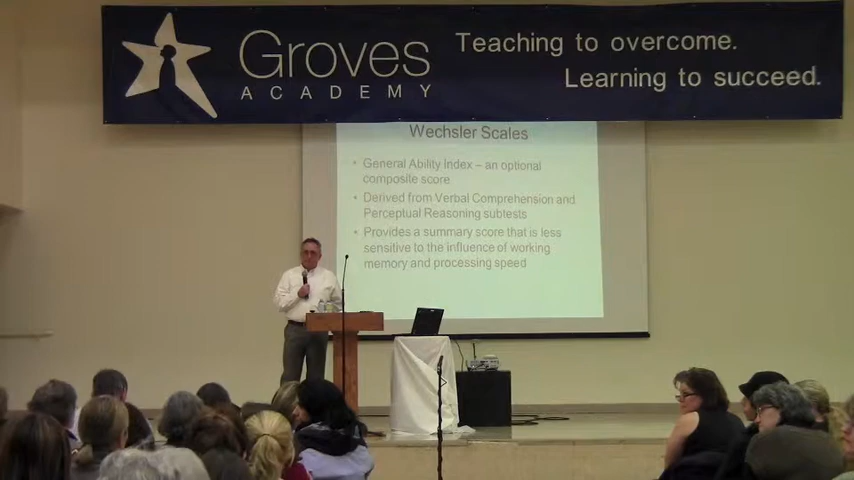 Groves
ACADEMY
Teaching to overcome.
Learning to succeed.
Wechsler Scales
• General Ability Index – an optional
composite score
• Derived from Verbal Comprehension and
Perceptual Reasoning subtests
• Provides a summary score that is less
sensitive to the influence of working
memory and processing speed